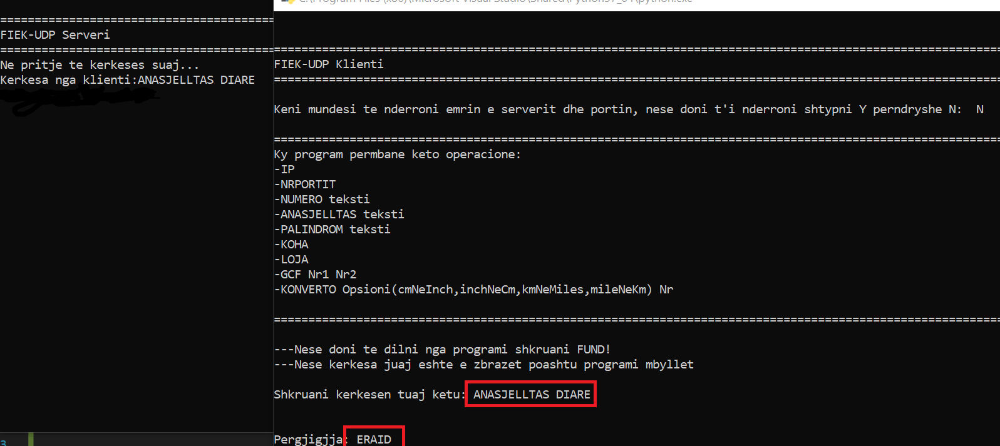 ========================================
FIEK-UDP Serveri
========================================
Ne pritje te kerkeses suaj...
Kerkesa nga klienti:ANASJELLTAS DIARE
==========================================================================================================
FIEK-UDP Klienti
==========================================================================================================
Keni mundesi te nderroni emrin e serverit dhe portin, nese doni t'i nderroni shtypni Y perndryshe N:  N
==========================================================================================================
Ky program permbane keto operacione:
-IP
-NRPORTIT
-NUMERO teksti
-ANASJELLTAS teksti
-PALINDROM teksti
-KOHA
-LOJA
-GCF Nr1 Nr2
-KONVERTO Opsioni(cmNeInch,inchNeCm,kmNeMiles,mileNeKm) Nr
==========================================================================================================
---Nese doni te dilni nga programi shkruani FUND!
---Nese kerkesa juaj eshte e zbrazet poashtu programi mbyllet
Shkruani kerkesen tuaj ketu: ANASJELLTAS DIARE
Pergjigjja: ERAID
3